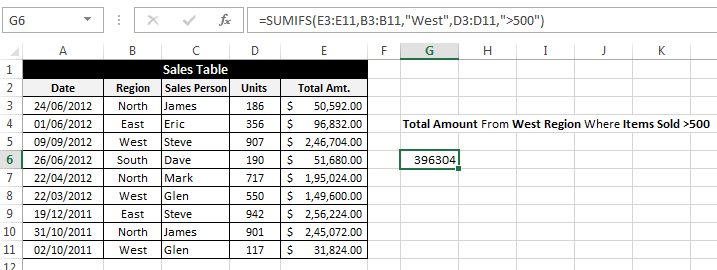 G6 fx =SUMIFS(E3:E11,B3:B11,"West",D3:D11,">500")
A B C D E F G H I J K
1 Sales Table
2 Date Region Sales Person Units Total Amt.
3 24/06/2012 North James 186 $ 50,592.00
4 01/06/2012 East Eric 356 $ 96,832.00 Total Amount From West Region Where Items Sold >500
5 09/09/2012 West Steve 907 $ 2,46,704.00
6 26/06/2012 South Dave 190 $ 51,680.00 396304
7 22/04/2012 North Mark 717 $ 1,95,024.00
8 22/03/2012 West Glen 550 $ 1,49,600.00
9 19/12/2011 East Steve 942 $ 2,56,224.00
10 31/10/2011 North James 901 $ 2,45,072.00
11 02/10/2011 West Glen 117 $ 31,824.00
12